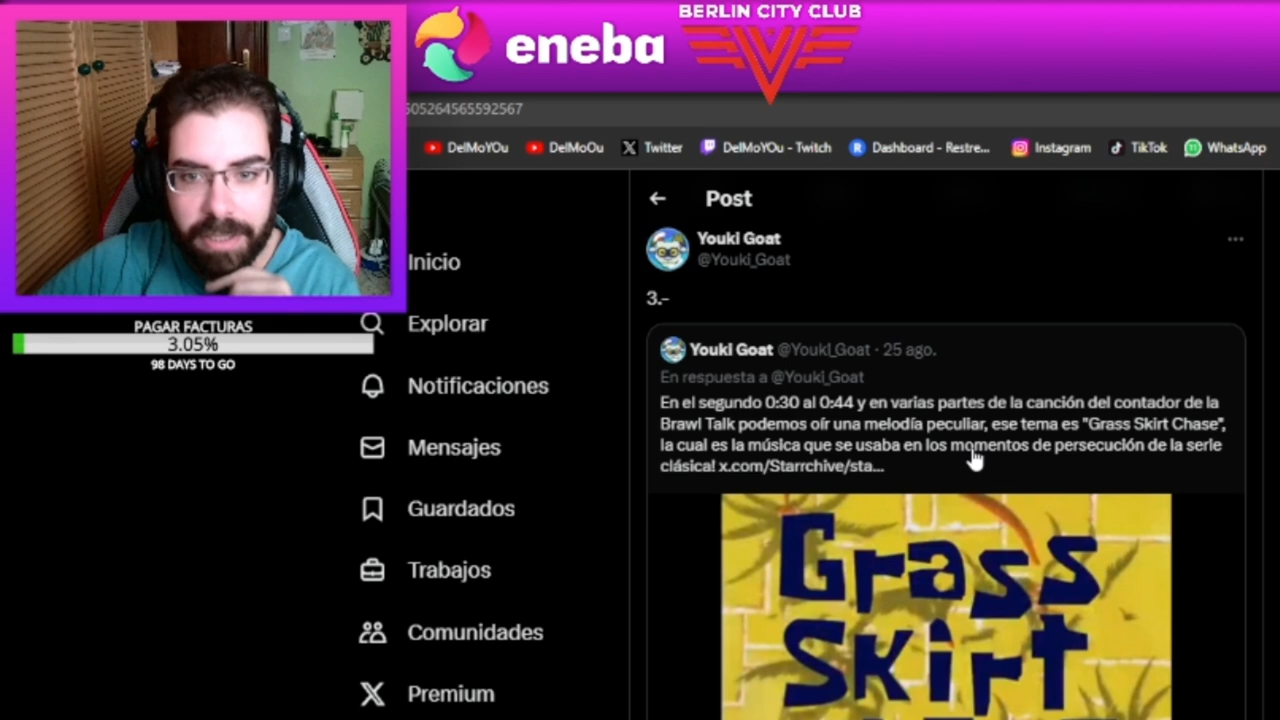 BERLIN CITY CLUB
eneba
605264565592567
DelMoYOu
DelMoOu
Twitter
DelMoYOu - Twitch
Dashboard - Restre...
Instagram
TikTok
WhatsApp
PAGAR FACTURAS
3.05%
98 DAYS TO GO
Inicio
Explorar
Notificaciones
Mensajes
Guardados
Trabajos
Comunidades
Premium
Post
Youki Goat
@Youki_Goat
3.-
Youki Goat @Youki_Goat · 25 ago.
En respuesta a @Youki_Goat
En el segundo 0:30 al 0:44 y en varias partes de la canción del contador de la
Brawl Talk podemos oír una melodía peculiar, ese tema es "Grass Skirt Chase",
la cual es la música que se usaba en los momentos de persecución de la serie
clásica! x.com/Starrchive/sta...
Grass
Skirt